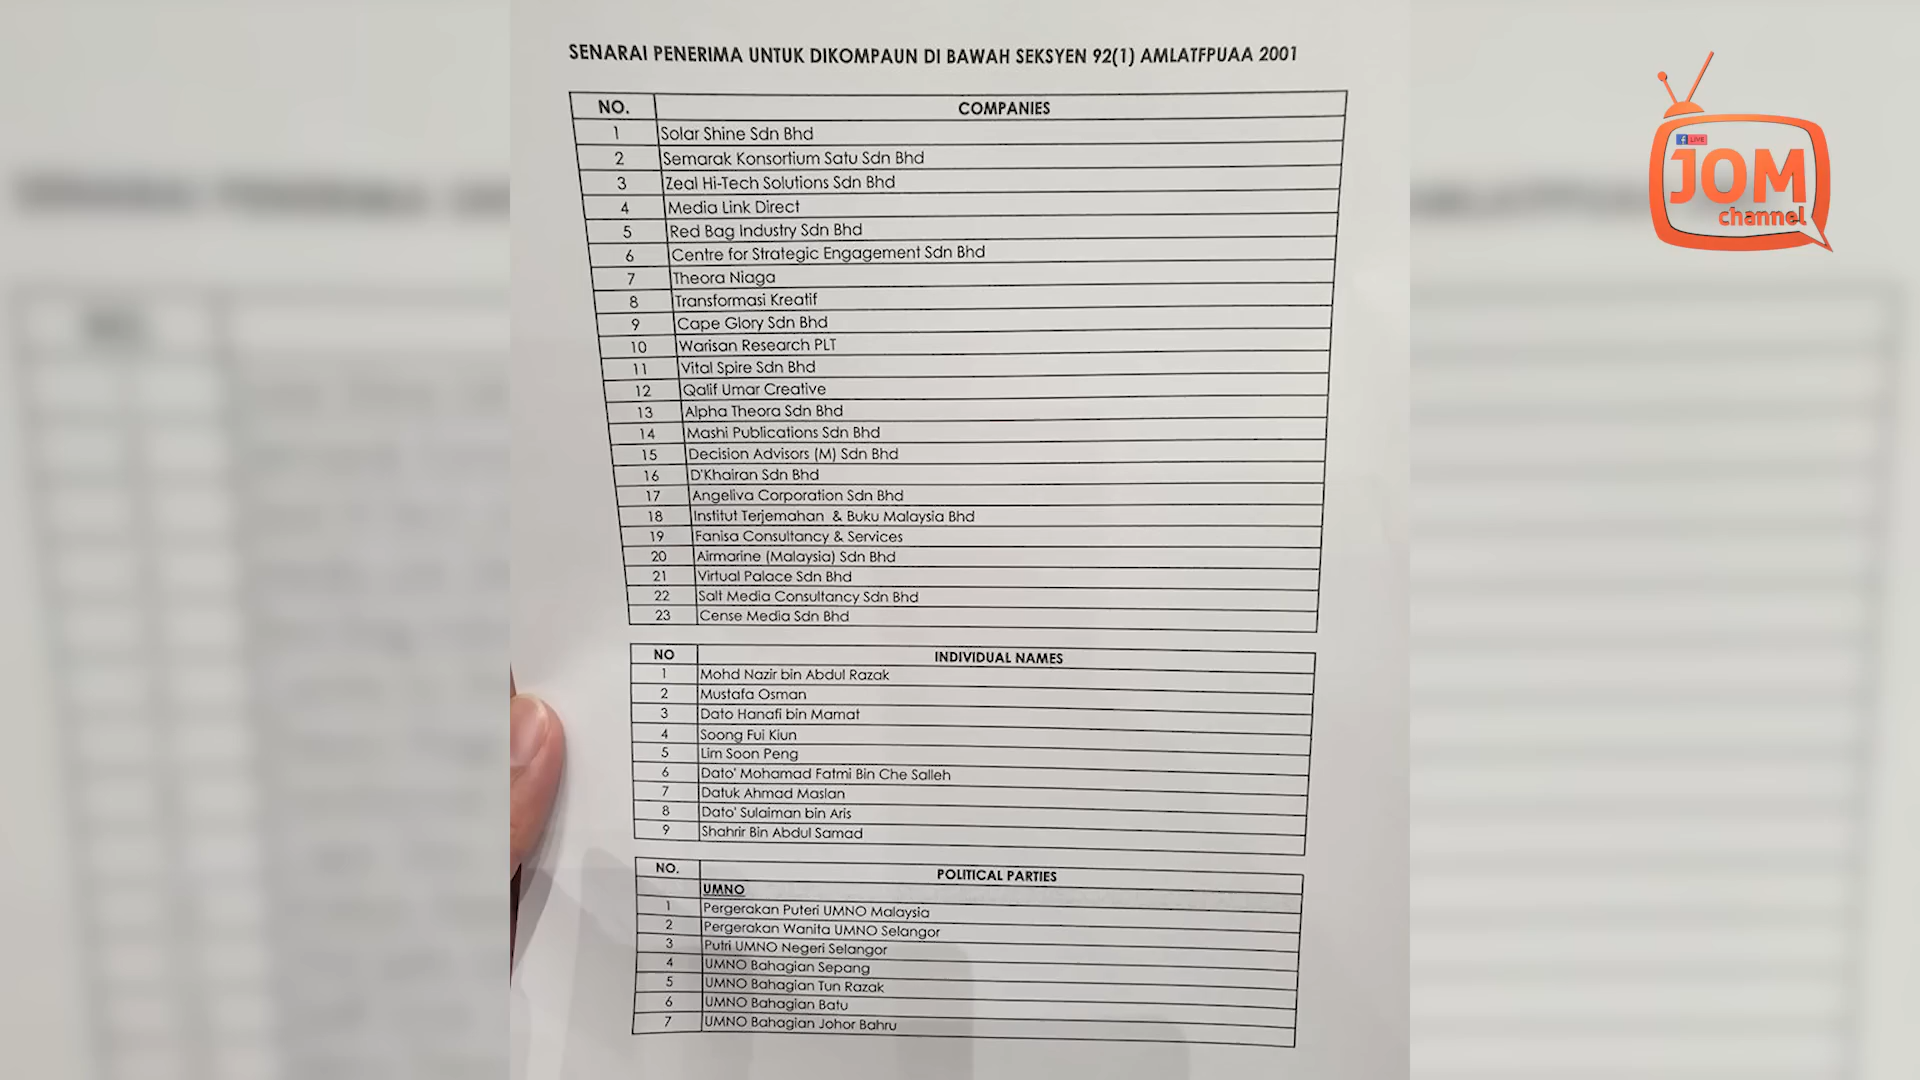 SENARAI PENERIMA UNTUK DIKOMPAUN DI BAWAH SEKSYEN 92(1) AMLATFPUAA 2001
NO. COMPANIES
1 Solar Shine Sdn Bhd
2 Semarak Konsortium Satu Sdn Bhd
3 Zeal Hi-Tech Solutions Sdn Bhd
4 Media Link Direct
5 Red Bag Industry Sdn Bhd
6 Centre for Strategic Engagement Sdn Bhd
7 Theora Niaga
8 Transformasi Kreatif
9 Cape Glory Sdn Bhd
10 Warisan Research PLT
11 Vital Spire Sdn Bhd
12 Qalif Umar Creative
13 Alpha Theora Sdn Bhd
14 Mashi Publications Sdn Bhd
15 Decision Advisors (M) Sdn Bhd
16 D'Khairan Sdn Bhd
17 Angeliva Corporation Sdn Bhd
18 Institut Terjemahan & Buku Malaysia Bhd
19 Fanisa Consultancy & Services
20 Airmarine (Malaysia) Sdn Bhd
21 Virtual Palace Sdn Bhd
22 Salt Media Consultancy Sdn Bhd
23 Cense Media Sdn Bhd
NO INDIVIDUAL NAMES
1 Mohd Nazir bin Abdul Razak
2 Mustafa Osman
3 Dato Hanafi bin Mamat
4 Soong Fui Kiun
5 Lim Soon Peng
6 Dato' Mohamad Fatmi Bin Che Salleh
7 Datuk Ahmad Maslan
8 Dato' Sulaiman bin Aris
9 Shahrir Bin Abdul Samad
NO. POLITICAL PARTIES
UMNO
1 Pergerakan Puteri UMNO Malaysia
2 Pergerakan Wanita UMNO Selangor
3 Putri UMNO Negeri Selangor
4 UMNO Bahagian Sepang
5 UMNO Bahagian Tun Razak
6 UMNO Bahagian Batu
7 UMNO Bahagian Johor Bahru
LIVE
JOM
channel